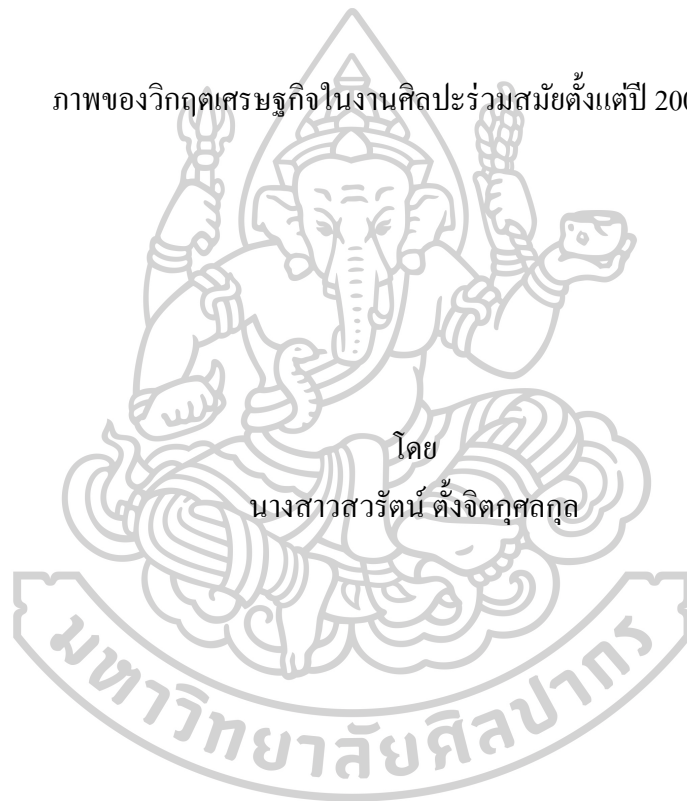 ภาพของวิกฤตเศรษฐกิจในงานศิลปะร่วมสมัยตั้งแต่ปี 200
โดย
นางสาวสวรัตน์ ตั้งจิตกุศลกุล
มหาวิทยาลัยศิลปากร